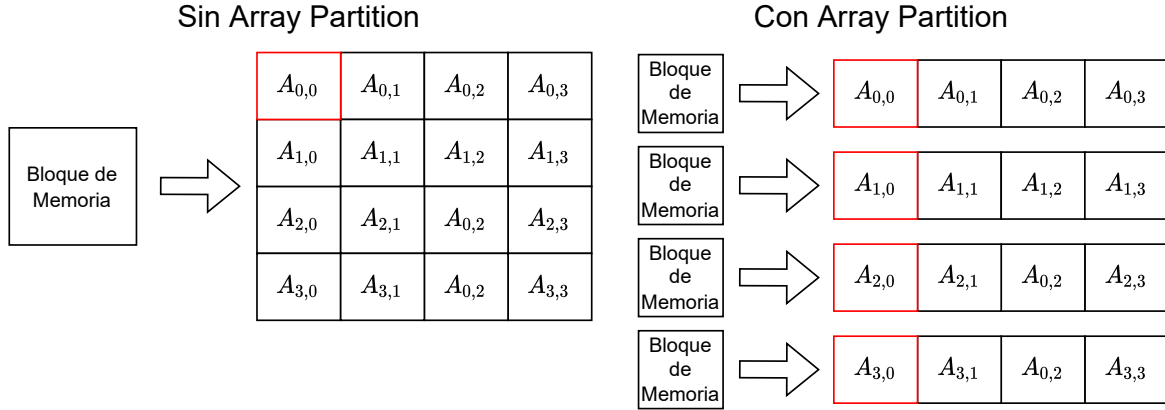 Sin Array Partition
Bloque de
Memoria
A0,0 A0,1 A0,2 A0,3
A1,0 A1,1 A1,2 A1,3
A2,0 A2,1 A0,2 A2,3
A3,0 A3,1 A0,2 A3,3
Con Array Partition
Bloque
de
Memoria
A0,0 A0,1 A0,2 A0,3
Bloque
de
Memoria
A1,0 A1,1 A1,2 A1,3
Bloque
de
Memoria
A2,0 A2,1 A0,2 A2,3
Bloque
de
Memoria
A3,0 A3,1 A0,2 A3,3